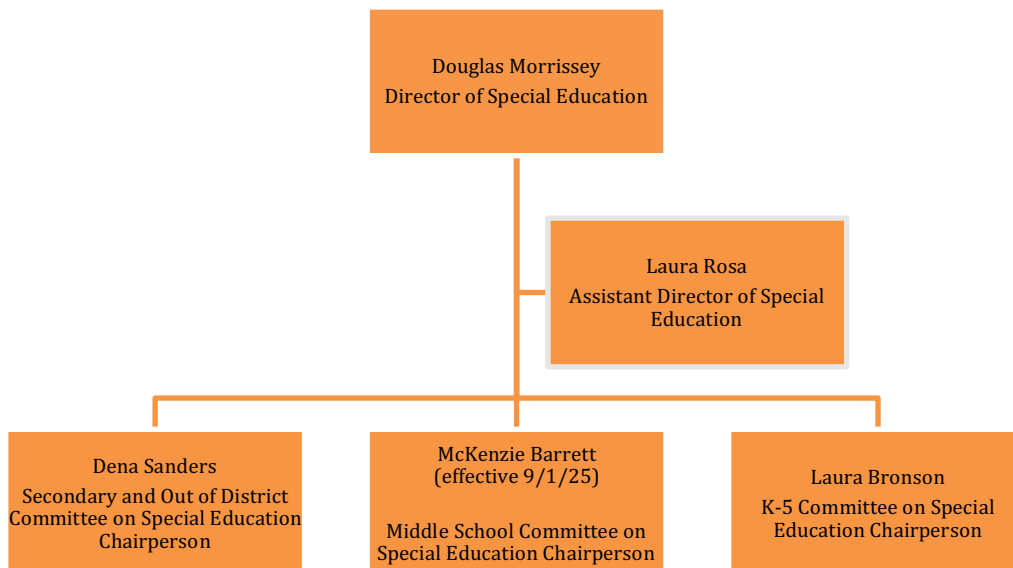 Douglas Morrissey
Director of Special Education
Laura Rosa
Assistant Director of Special
Education
Dena Sanders
Secondary and Out of District
Committee on Special Education
Chairperson
McKenzie Barrett
(effective 9/1/25)
Middle School Committee on
Special Education Chairperson
Laura Bronson
K-5 Committee on Special
Education Chairperson